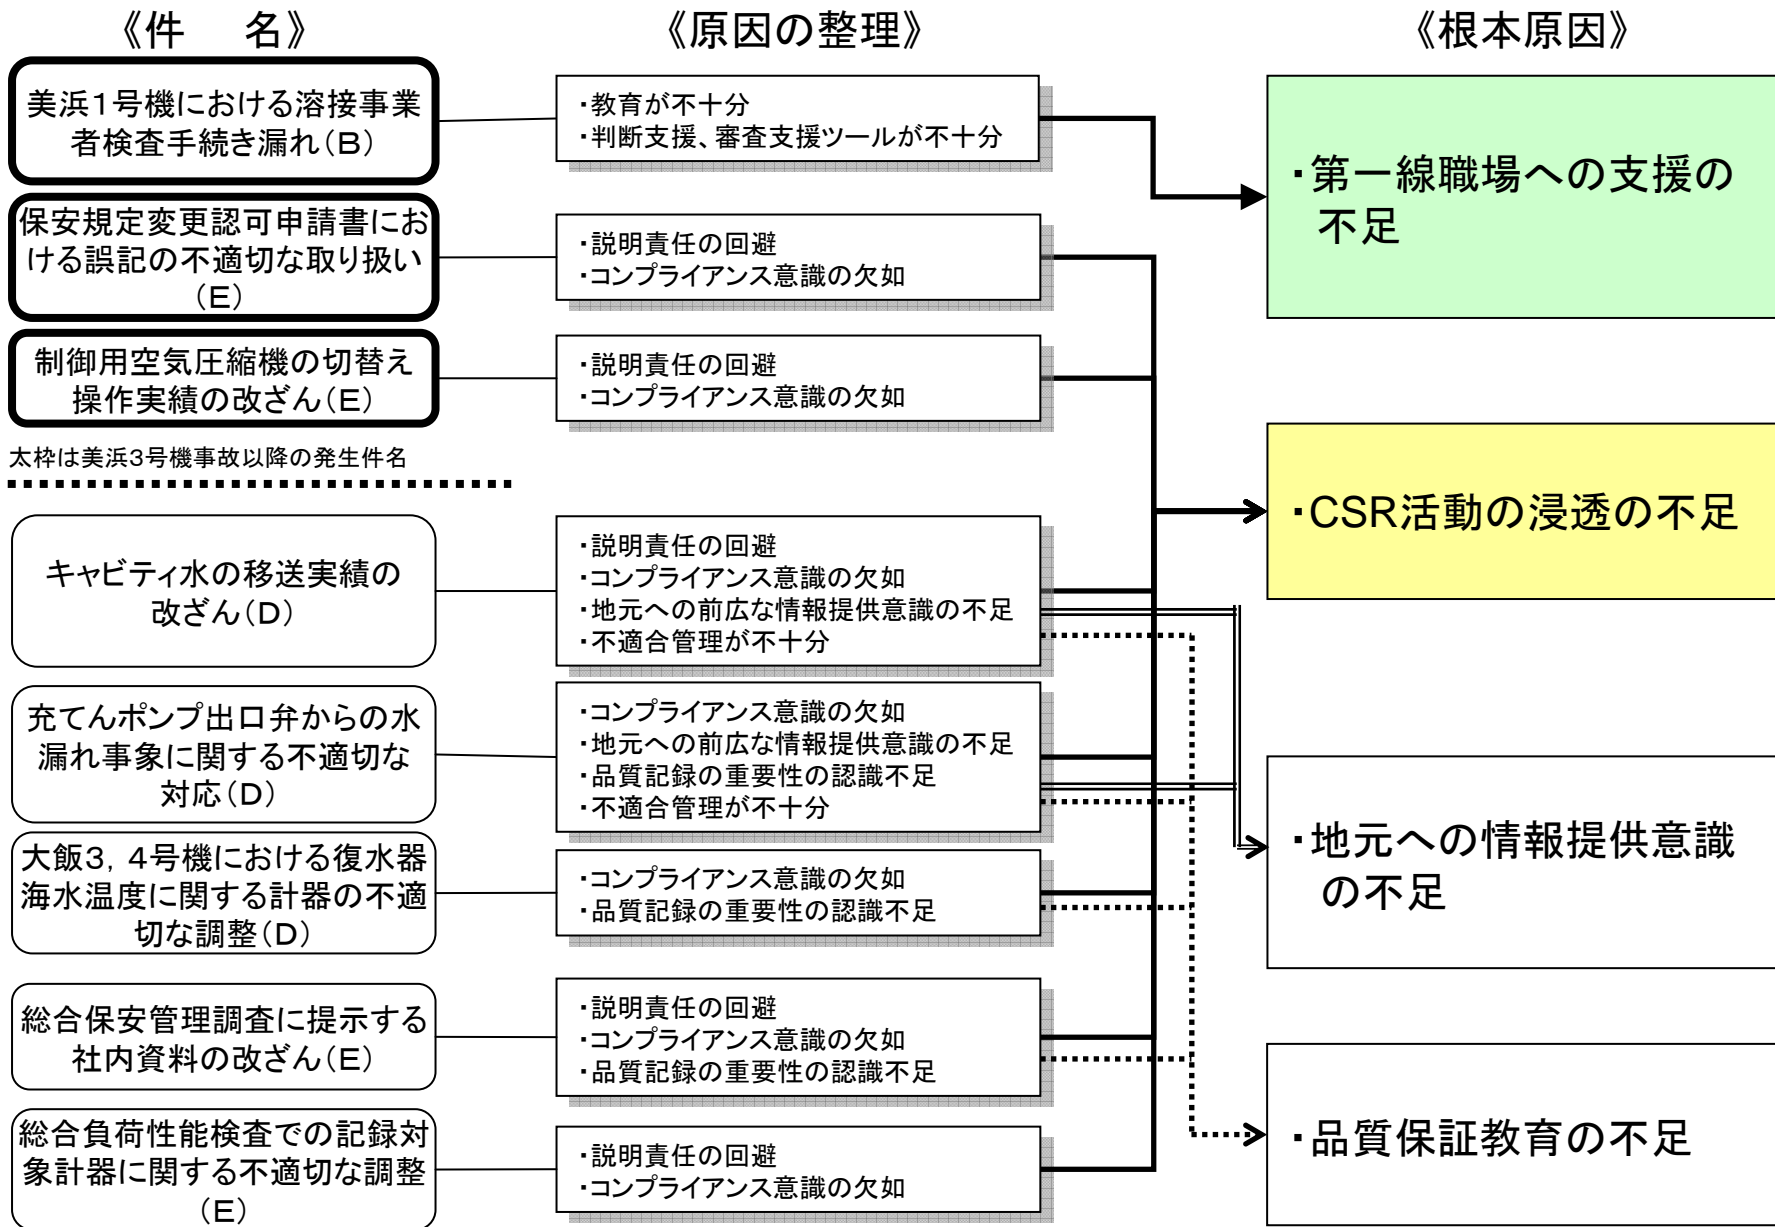 《件　名》
《原因の整理》
《根本原因》
美浜１号機における溶接事業
者検査手続き漏れ（Ｂ）
・教育が不十分
・判断支援、審査支援ツールが不十分
・第一線職場への支援の
不足
保安規定変更認可申請書にお
ける誤記の不適切な取り扱い
（Ｅ）
・説明責任の回避
・コンプライアンス意識の欠如
制御用空気圧縮機の切替え
操作実績の改ざん（Ｅ）
・説明責任の回避
・コンプライアンス意識の欠如
太枠は美浜3号機事故以降の発生件名
・CSR活動の浸透の不足
キャビティ水の移送実績の
改ざん（Ｄ）
・説明責任の回避
・コンプライアンス意識の欠如
・地元への前広な情報提供意識の不足
・不適合管理が不十分
充てんポンプ出口弁からの水
漏れ事象に関する不適切な
対応（Ｄ）
・コンプライアンス意識の欠如
・地元への前広な情報提供意識の不足
・品質記録の重要性の認識不足
・不適合管理が不十分
・地元への情報提供意識
の不足
大飯３，４号機における復水器
海水温度に関する計器の不適
切な調整（Ｄ）
・コンプライアンス意識の欠如
・品質記録の重要性の認識不足
総合保安管理調査に提示する
社内資料の改ざん（Ｅ）
・説明責任の回避
・コンプライアンス意識の欠如
・品質記録の重要性の認識不足
・品質保証教育の不足
総合負荷性能検査での記録対
象計器に関する不適切な調整
（Ｅ）
・説明責任の回避
・コンプライアンス意識の欠如